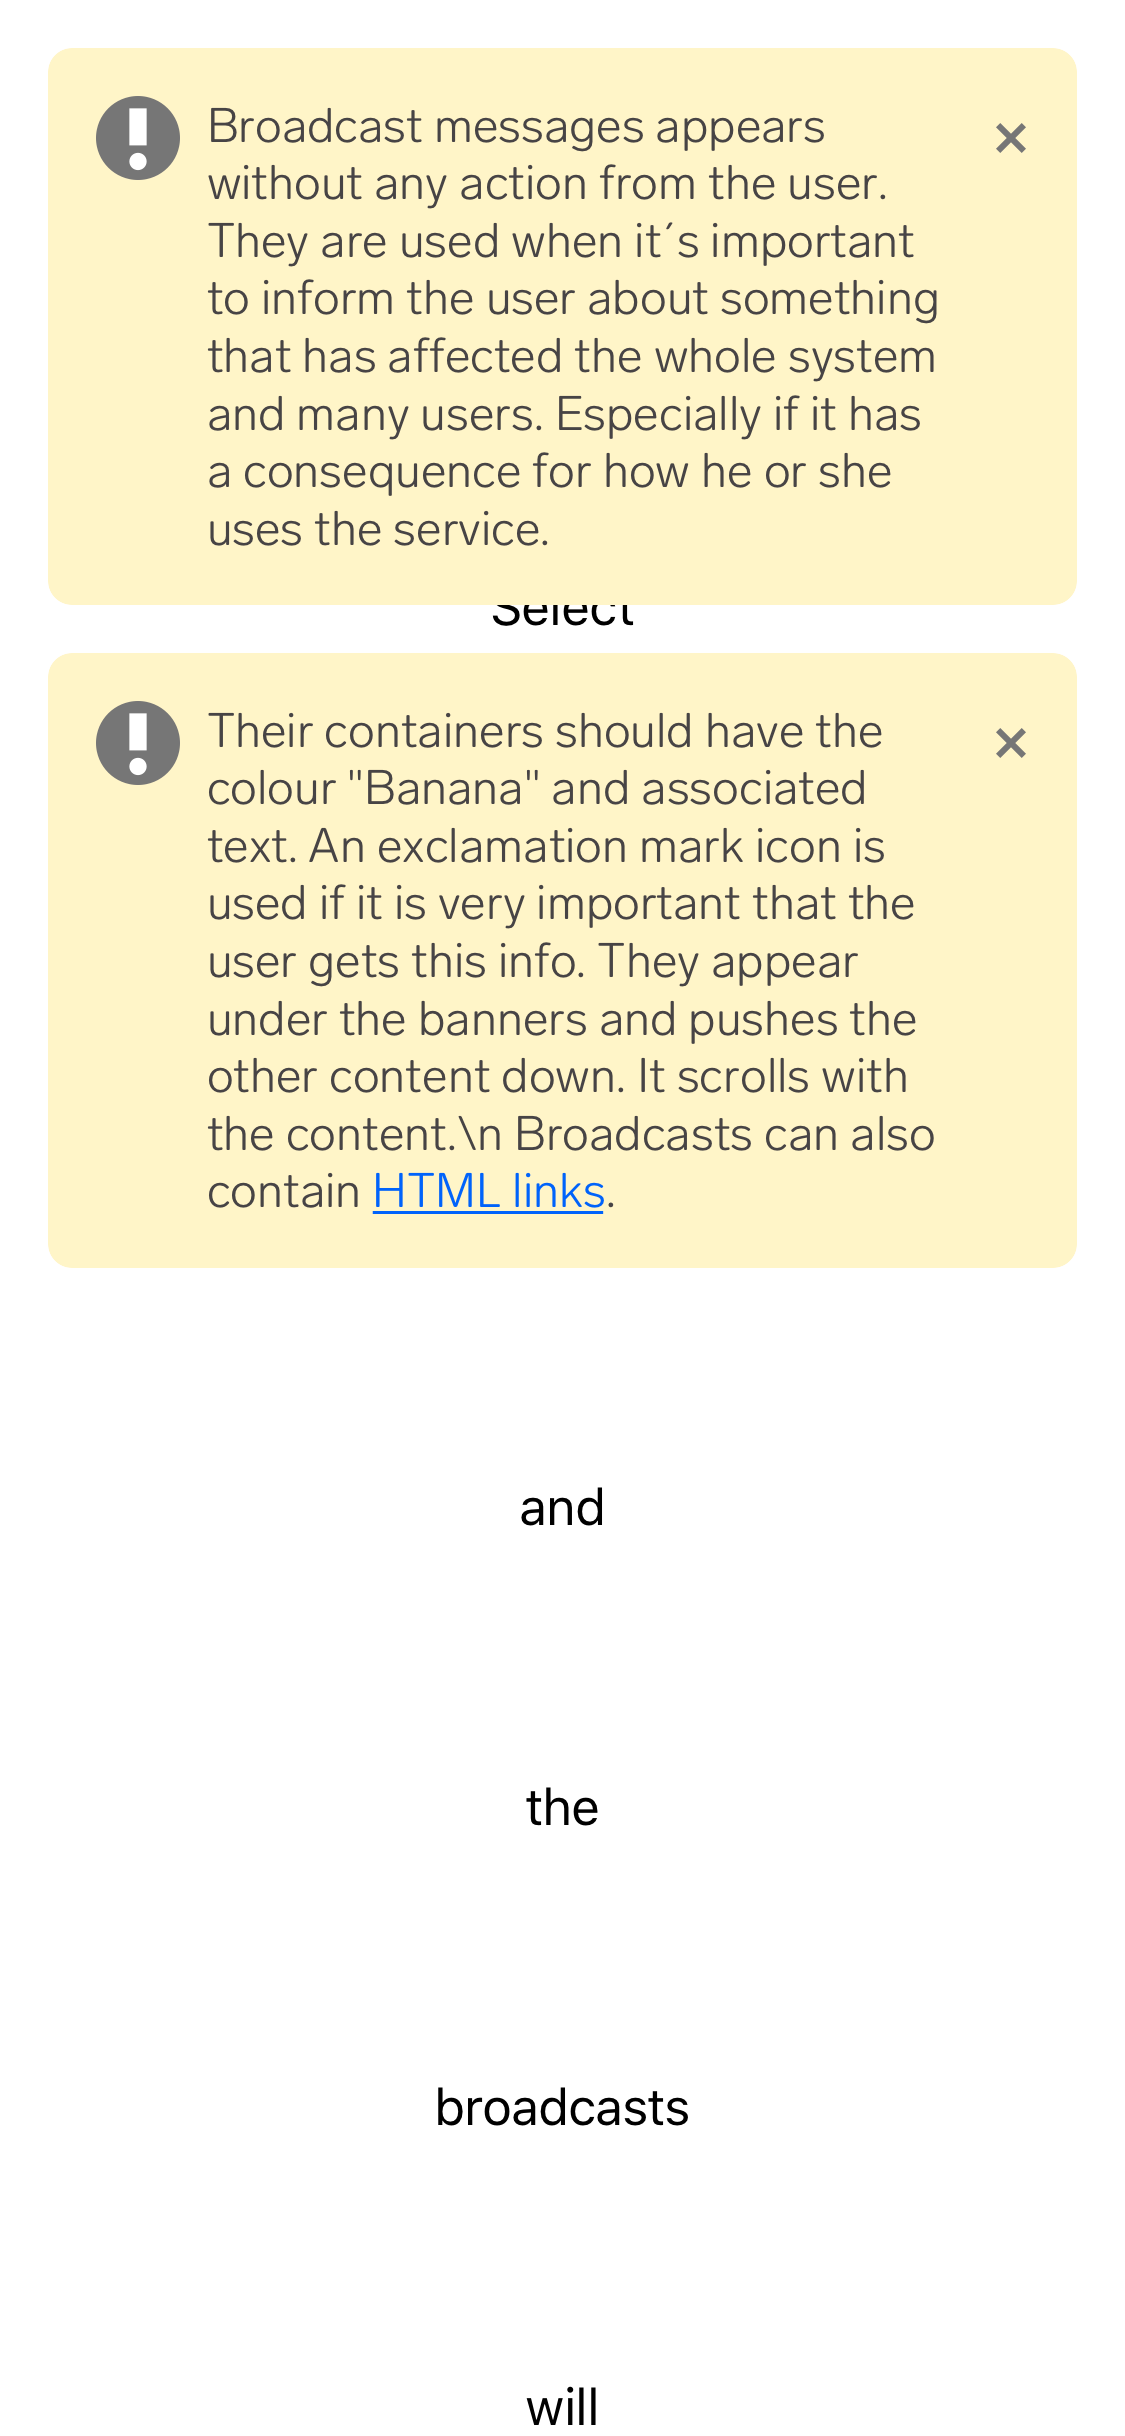 Broadcast messages appears
without any action from the user.
They are used when it´s important
to inform the user about something
that has affected the whole system
and many users. Especially if it has
a consequence for how he or she
uses the service.
Select
Their containers should have the
colour "Banana" and associated
text. An exclamation mark icon is
used if it is very important that the
user gets this info. They appear
under the banners and pushes the
other content down. It scrolls with
the content.\n Broadcasts can also
contain HTML links.
and
the
broadcasts
will